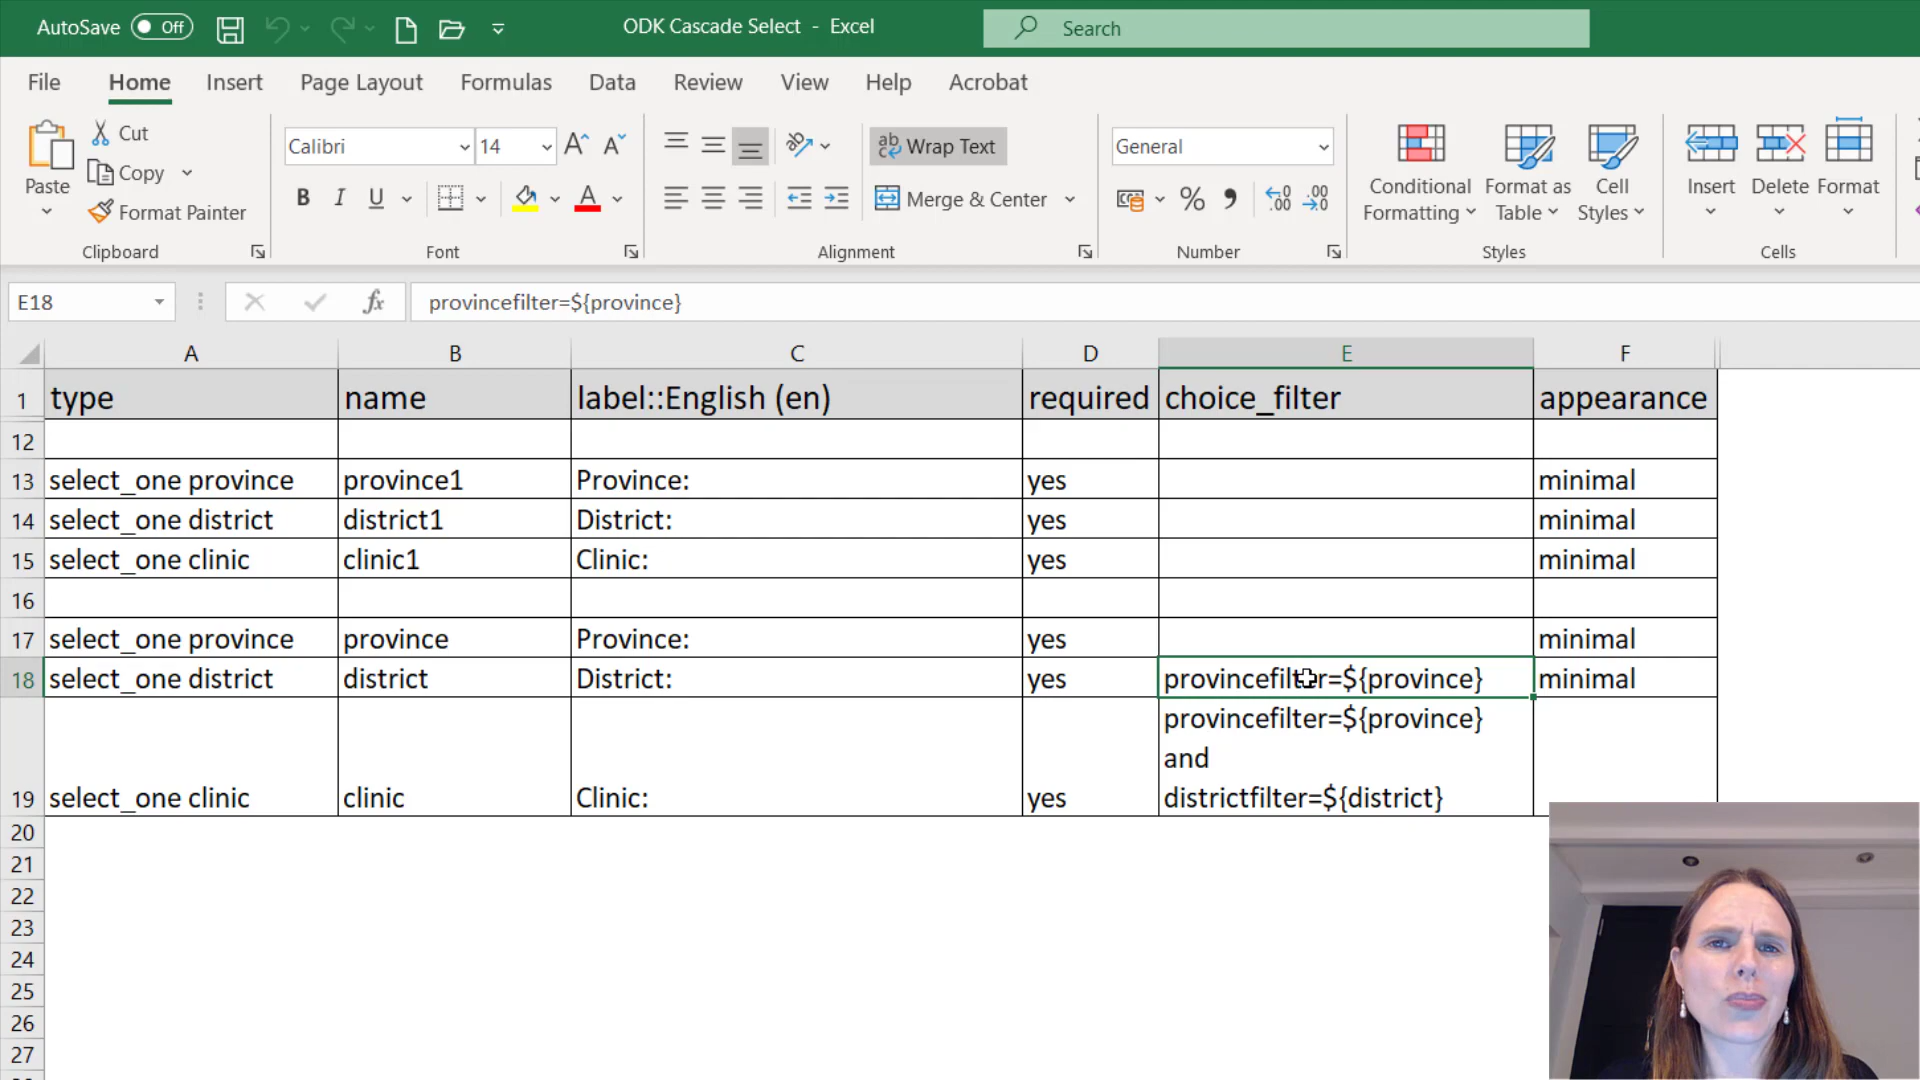 AutoSave Off
ODK Cascade Select - Excel
Search
File Home Insert Page Layout Formulas Data Review View Help Acrobat
Paste
Cut
Copy
Format Painter
Clipboard
Calibri 14
B I U
Font
Wrap Text
Merge & Center
Alignment
General
Number
Conditional Formatting
Format as Table
Cell Styles
Styles
Insert Delete Format
Cells
E18 fx provincefilter=${province}
A B C D E F
1 type name label::English (en) required choice_filter appearance
12
13 select_one province province1 Province: yes minimal
14 select_one district district1 District: yes minimal
15 select_one clinic clinic1 Clinic: yes minimal
16
17 select_one province province Province: yes minimal
18 select_one district district District: yes provincefilter=${province} minimal
provincefilter=${province}
and
19 select_one clinic clinic Clinic: yes districtfilter=${district}
20
21
22
23
24
25
26
27